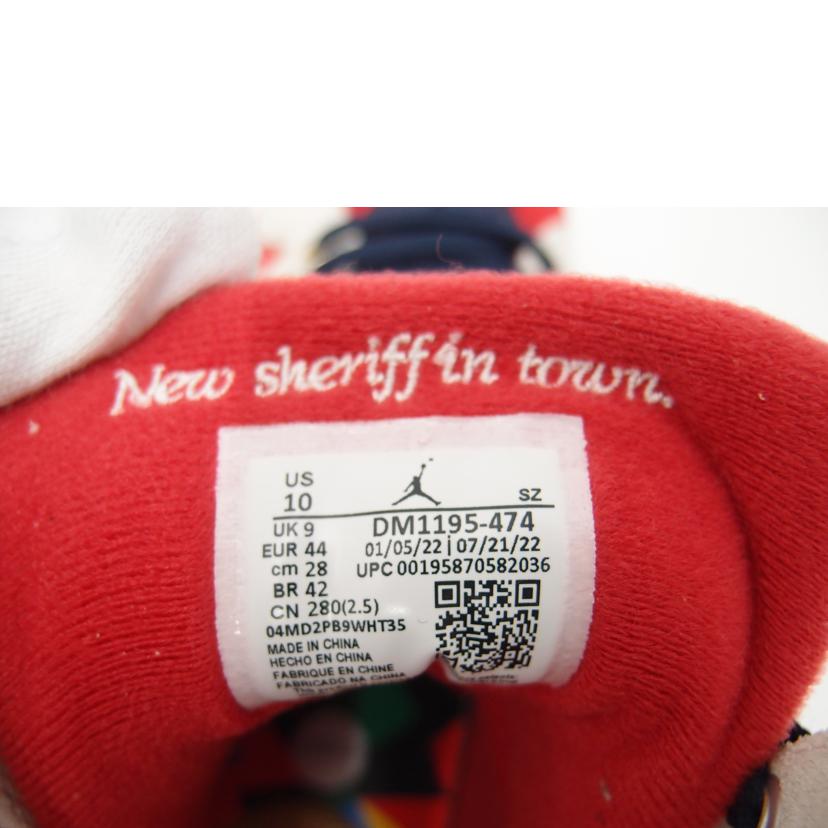 New sheriff in town.
US
10
SZ
UK 9
DM1195-474
EUR 44
01/05/22 | 07/21/22
cm 28
UPC 00195870582036
BR 42
CN 280(2.5)
04MD2PB9WHT35
MADE IN CHINA
HECHO EN CHINA
FABRIQUE EN CHINE
FABRICADO NA CHINA